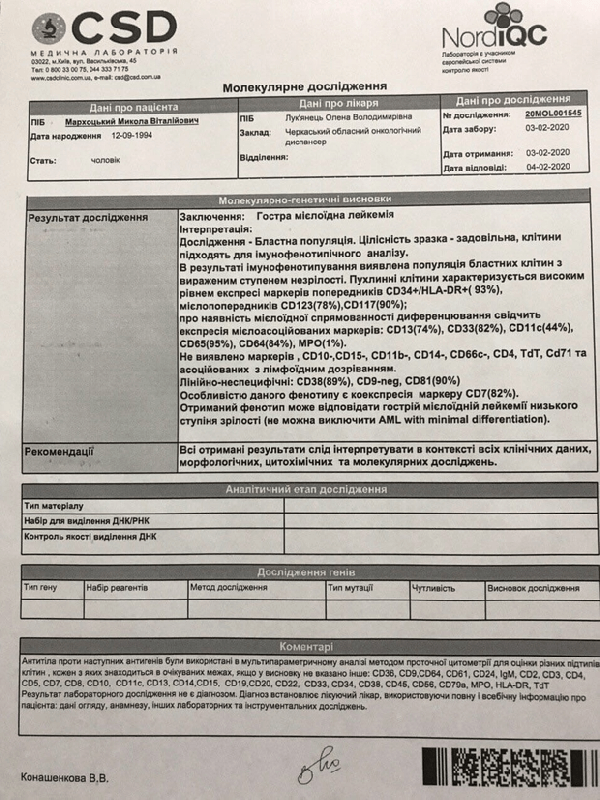 CSD
МЕДИЧНА ЛАБОРАТОРІЯ
03022, м.Київ, вул. Васильківська, 45
Тел: 0 800 33 00 75, 044 333 7175
www.csdclinic.com.ua, e-mail: csd@csd.com.ua
NordiQC
Лабораторія є учасником
європейської системи
контролю якості
Молекулярне дослідження
Дані про пацієнта
ПІБ Мархоцький Микола Віталійович
Дата народження 12-09-1994
Стать: чоловік
Дані про лікаря
ПІБ Лук'янець Олена Володимирівна
Заклад: Черкаський обласний онкологічний
диспансер
Відділення:
Дані про дослідження
№ дослідження: 20MOL001545
Дата забору: 03-02-2020
Дата отримання: 03-02-2020
Дата відповіді: 04-02-2020
Молекулярно-генетичні висновки
Результат дослідження
Заключення: Гостра мієлоїдна лейкемія
Інтерпретація:
Дослідження - Бластна популяція. Цілісність зразка - задовільна, клітини
підходять для імунофенотипічного аналізу.
В результаті імунофенотипування виявлена популяція бластних клітин з
вираженим ступенем незрілості. Пухлинні клітини характеризується високим
рівнем експресі маркерів попередників CD34+/HLA-DR+( 93%),
мієлопопередників CD123(78%),CD117(90%);
про наявність мієлоїдної спрямованості диференціювання свідчить
експресія мієлоасоційованих маркерів: CD13(74%), CD33(82%), CD11c(44%),
CD65(95%), CD64(84%), MPO(1%).
Не виявлено маркерів , CD10-,CD15-, CD11b-, CD14-, CD66c-, CD4, TdT, Cd71 та
асоційованих з лімфоїдним дозріванням.
Лінійно-неспецифічні: CD38(89%), CD9-neg, CD81(90%)
Особливістю даного фенотипу є коекспресія маркеру CD7(82%).
Отриманий фенотип може відповідати гострій мієлоїдній лейкемії низького
ступіня зрілості (не можна виключити AML with minimal differentiation).
Рекомендації
Всі отримані результати слід інтерпретувати в контексті всіх клінічних даних,
морфологічних, цитохімічних та молекулярних досліджень.
Аналітичний етап дослідження
Тип матеріалу
Набір для виділення ДНК/РНК
Контроль якості виділення ДНК
Дослідження генів
Тип гену Набір реагентів Метод дослідження Тип мутації Чутливість Висновок дослідження
Коментарі
Антитіла проти наступних антигенів були використані в мультипараметричному аналізі методом проточної цитометрії для оцінки різних підтипів
клітин , кожен з яких знаходиться в очікуваних межах, якщо у висновку не вказано інше: CD36, CD9,CD64, CD61, CD24, IgM, CD2, CD3, CD4,
CD5, CD7, CD8, CD10, CD11c, CD13, CD14,CD15, CD19,CD20, CD22, CD33, CD34, CD38, CD45, CD56, CD79a, MPO, HLA-DR, TdT
Результат лабораторного дослідження не є діагнозом. Діагноз встановлює лікуючий лікар, використовуючи повну і всебічну інформацію про
пацієнта: дані огляду, анамнезу, інших лабораторних та інструментальних досліджень.
Конашенкова В.В.